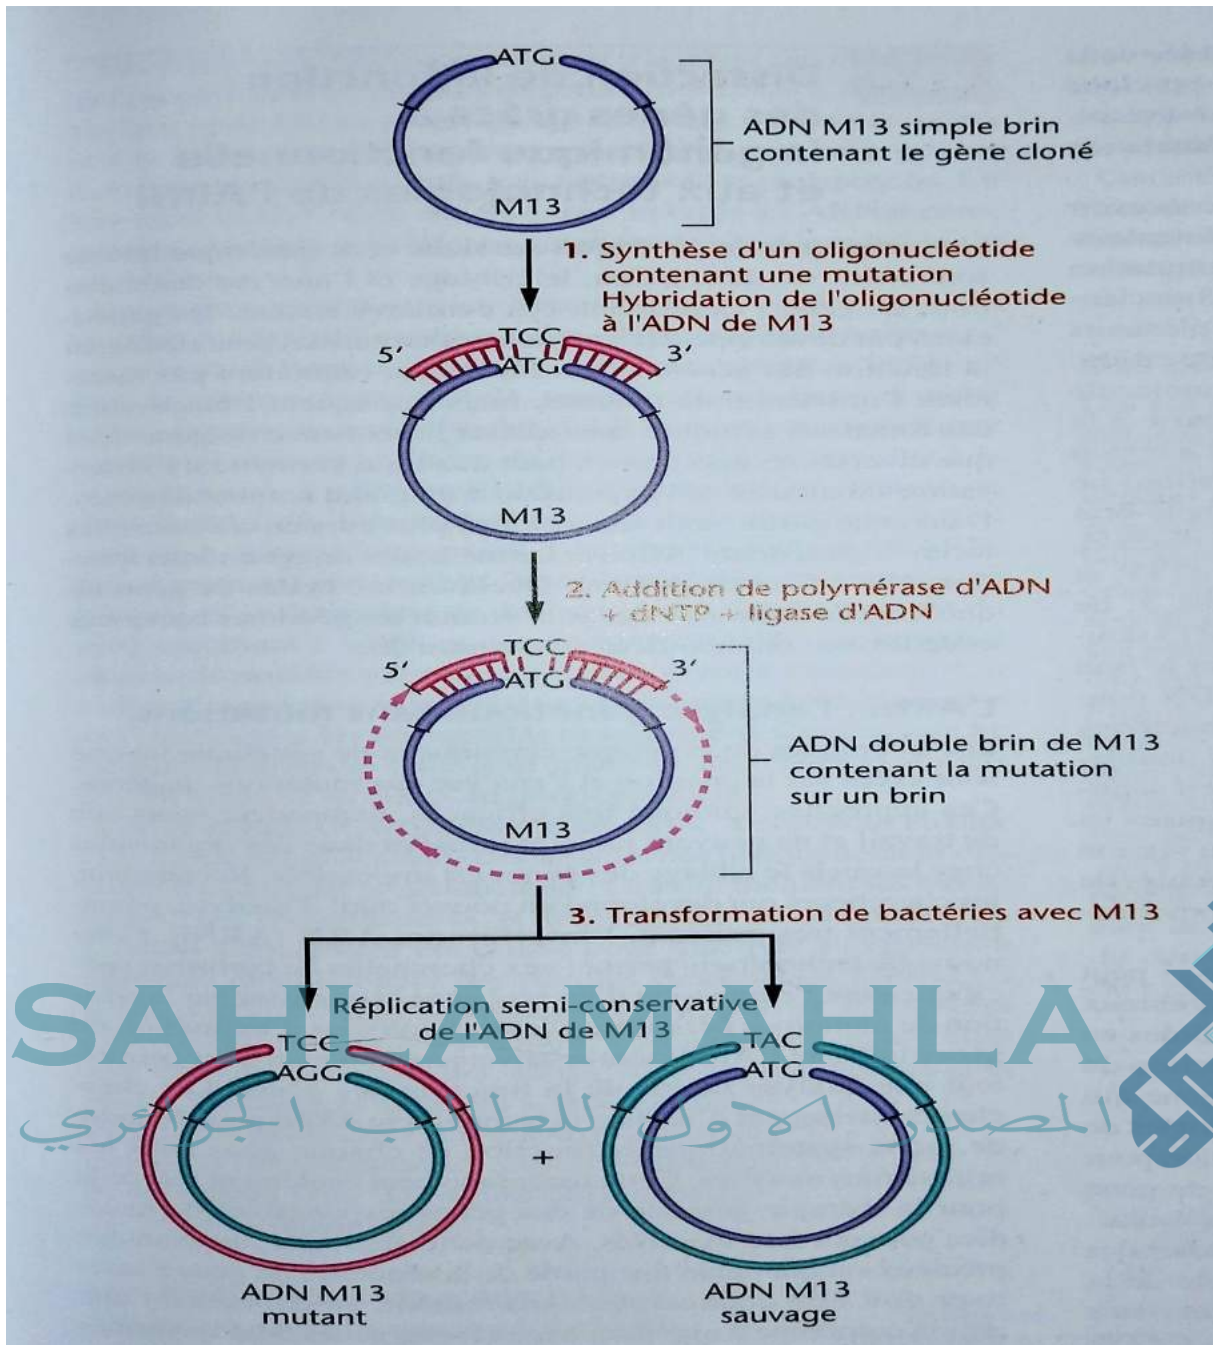 ATG
ADN M13 simple brin
contenant le gène cloné
M13
1. Synthèse d'un oligonucléotide
contenant une mutation
Hybridation de l'oligonucléotide
à l'ADN de M13
TCC
5′ 3′
ATG
M13
2. Addition de polymérase d'ADN
+ dNTP + ligase d'ADN
TCC
5′ 3′
ATG
ADN double brin de M13
contenant la mutation
sur un brin
M13
3. Transformation de bactéries avec M13
SAHLA MAHLA
المصدر الاول للطالب الجزائري
Réplication semi-conservative
de l'ADN de M13
TCC TAC
AGG ATG
+
ADN M13
mutant
ADN M13
sauvage